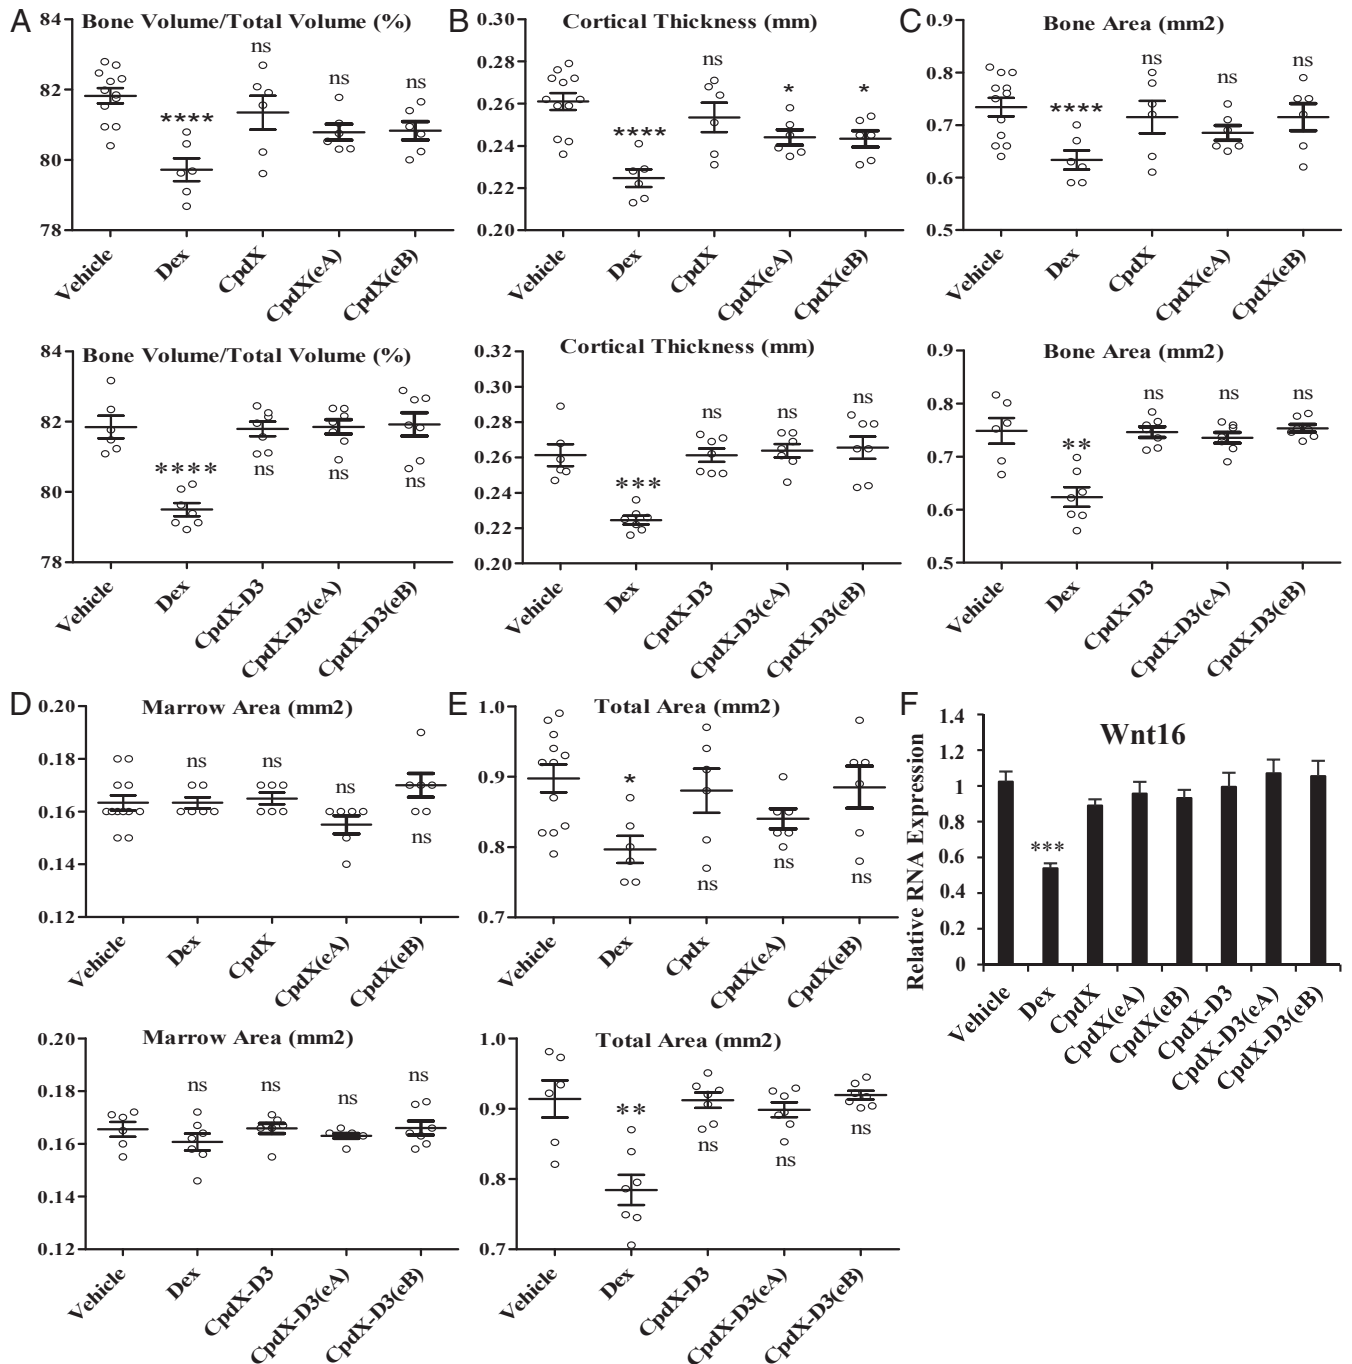 A
Bone Volume/Total Volume (%)
84
82
80
78
****
ns
ns
ns
Vehicle
Dex
CpdX
CpdX(eA)
CpdX(eB)
B
Cortical Thickness (mm)
0.30
0.28
0.26
0.24
0.22
0.20
****
ns
*
*
Vehicle
Dex
CpdX
CpdX(eA)
CpdX(eB)
C
Bone Area (mm2)
0.9
0.8
0.7
0.6
0.5
****
ns
ns
ns
Vehicle
Dex
CpdX
CpdX(eA)
CpdX(eB)
Bone Volume/Total Volume (%)
84
82
80
78
****
ns
ns
ns
Vehicle
Dex
CpdX-D3
CpdX-D3(eA)
CpdX-D3(eB)
Cortical Thickness (mm)
0.32
0.30
0.28
0.26
0.24
0.22
0.20
***
ns
ns
ns
Vehicle
Dex
CpdX-D3
CpdX-D3(eA)
CpdX-D3(eB)
Bone Area (mm2)
0.9
0.8
0.7
0.6
0.5
**
ns
ns
ns
Vehicle
Dex
CpdX-D3
CpdX-D3(eA)
CpdX-D3(eB)
D
Marrow Area (mm2)
0.20
0.18
0.16
0.14
0.12
ns
ns
ns
ns
Vehicle
Dex
CpdX
CpdX(eA)
CpdX(eB)
E
Total Area (mm2)
1.0
0.9
0.8
0.7
*
ns
ns
ns
Vehicle
Dex
Cpdx
CpdX(eA)
CpdX(eB)
F
Wnt16
Relative RNA Expression
1.4
1.2
1
0.8
0.6
0.4
0.2
0
***
Vehicle
Dex
CpdX
CpdX(eA)
CpdX(eB)
CpdX-D3
CpdX-D3(eA)
CpdX-D3(eB)
Marrow Area (mm2)
0.20
0.18
0.16
0.14
0.12
ns
ns
ns
ns
Vehicle
Dex
CpdX-D3
CpdX-D3(eA)
CpdX-D3(eB)
Total Area (mm2)
1.0
0.9
0.8
0.7
**
ns
ns
ns
Vehicle
Dex
CpdX-D3
CpdX-D3(eA)
CpdX-D3(eB)